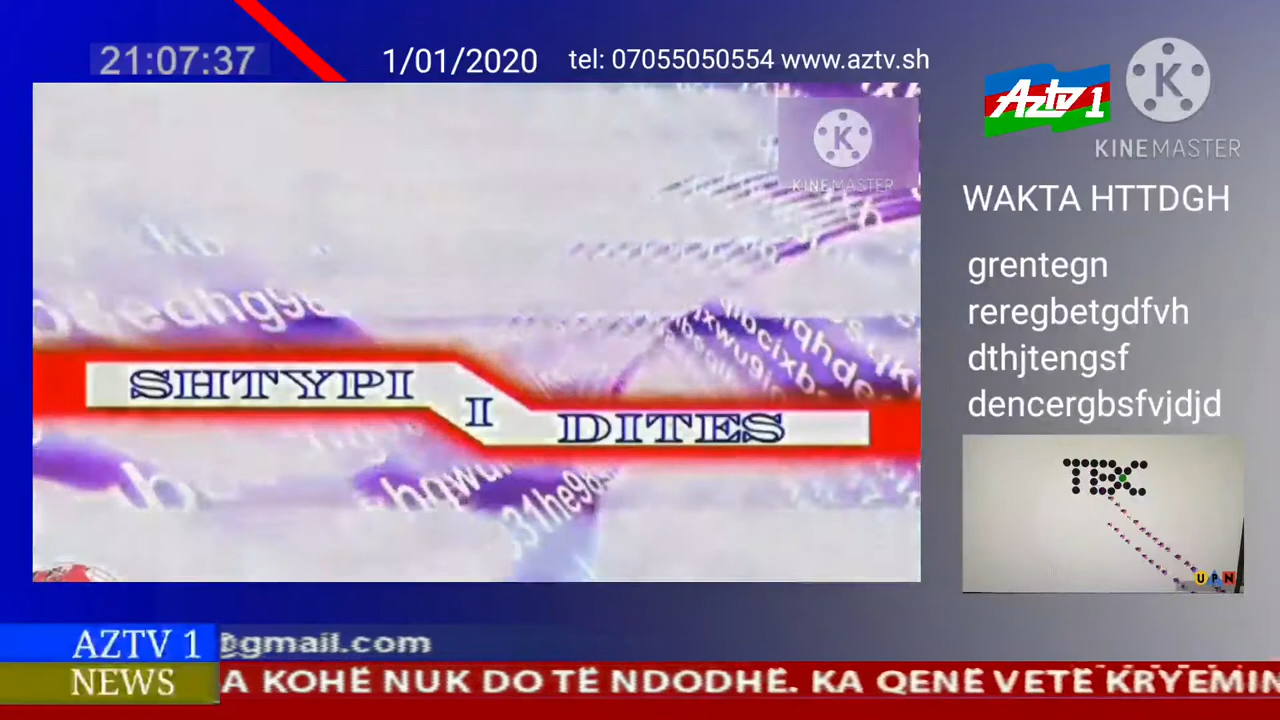 21:07:37
1/01/2020
tel: 07055050554 www.aztv.sh
Aztv 1
KINEMASTER
KINEMASTER
WAKTA HTTDGH
grentegn
reregbetgdfvh
dthjtengsf
dencergbsfvjdjd
SHTYPI
I
DITES
UPN
AZTV 1
@gmail.com
NEWS
A KOHË NUK DO TË NDODHË. KA QENË VETË KRYEMIN